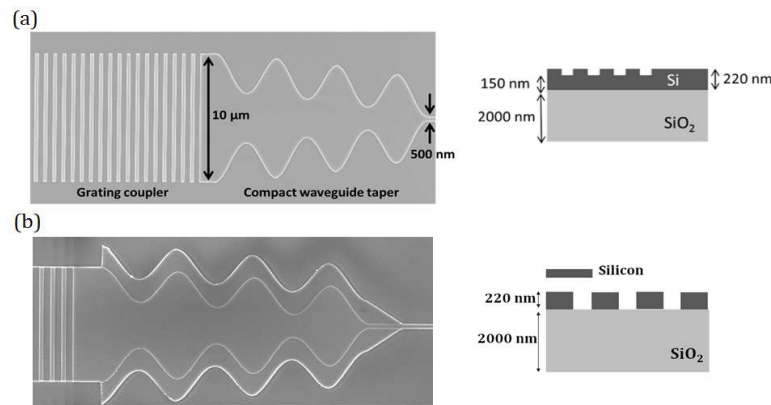 (a)
10 μm
500 nm
Grating coupler
Compact waveguide taper
150 nm
Si
220 nm
2000 nm
SiO2
(b)
Silicon
220 nm
2000 nm
SiO2